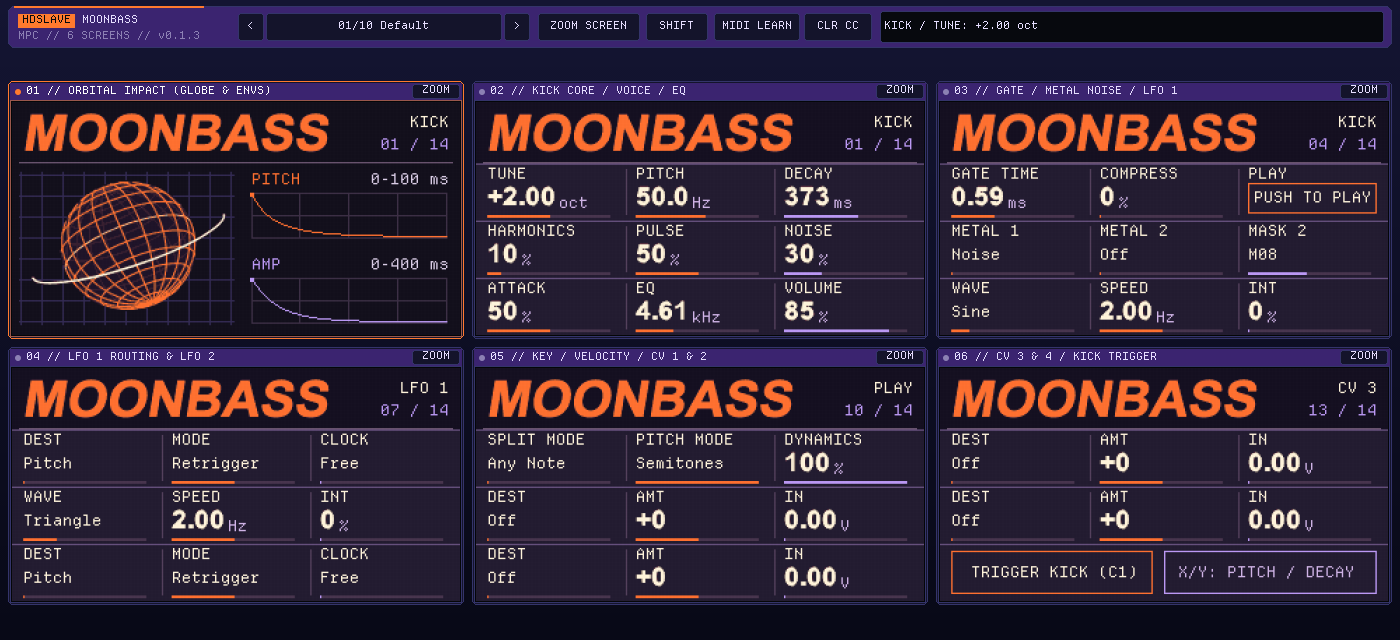 HDSLAVE MOONBASS
MPC // 6 SCREENS // v0.1.3
< 01/10 Default > ZOOM SCREEN SHIFT MIDI LEARN CLR CC KICK / TUNE: +2.00 oct
01 // ORBITAL IMPACT (GLOBE & ENVS) ZOOM
MOONBASS KICK
01 / 14
PITCH 0-100 ms
AMP 0-400 ms
02 // KICK CORE / VOICE / EQ ZOOM
MOONBASS KICK
01 / 14
TUNE PITCH DECAY
+2.00 oct 50.0 Hz 373 ms
HARMONICS PULSE NOISE
10 % 50 % 30 %
ATTACK EQ VOLUME
50 % 4.61 kHz 85 %
03 // GATE / METAL NOISE / LFO 1 ZOOM
MOONBASS KICK
04 / 14
GATE TIME COMPRESS PLAY
0.59 ms 0 % PUSH TO PLAY
METAL 1 METAL 2 MASK 2
Noise Off M08
WAVE SPEED INT
Sine 2.00 Hz 0 %
04 // LFO 1 ROUTING & LFO 2 ZOOM
MOONBASS LFO 1
07 / 14
DEST MODE CLOCK
Pitch Retrigger Free
WAVE SPEED INT
Triangle 2.00 Hz 0 %
DEST MODE CLOCK
Pitch Retrigger Free
05 // KEY / VELOCITY / CV 1 & 2 ZOOM
MOONBASS PLAY
10 / 14
SPLIT MODE PITCH MODE DYNAMICS
Any Note Semitones 100 %
DEST AMT IN
Off +0 0.00 V
DEST AMT IN
Off +0 0.00 V
06 // CV 3 & 4 / KICK TRIGGER ZOOM
MOONBASS CV 3
13 / 14
DEST AMT IN
Off +0 0.00 V
DEST AMT IN
Off +0 0.00 V
TRIGGER KICK (C1) X/Y: PITCH / DECAY